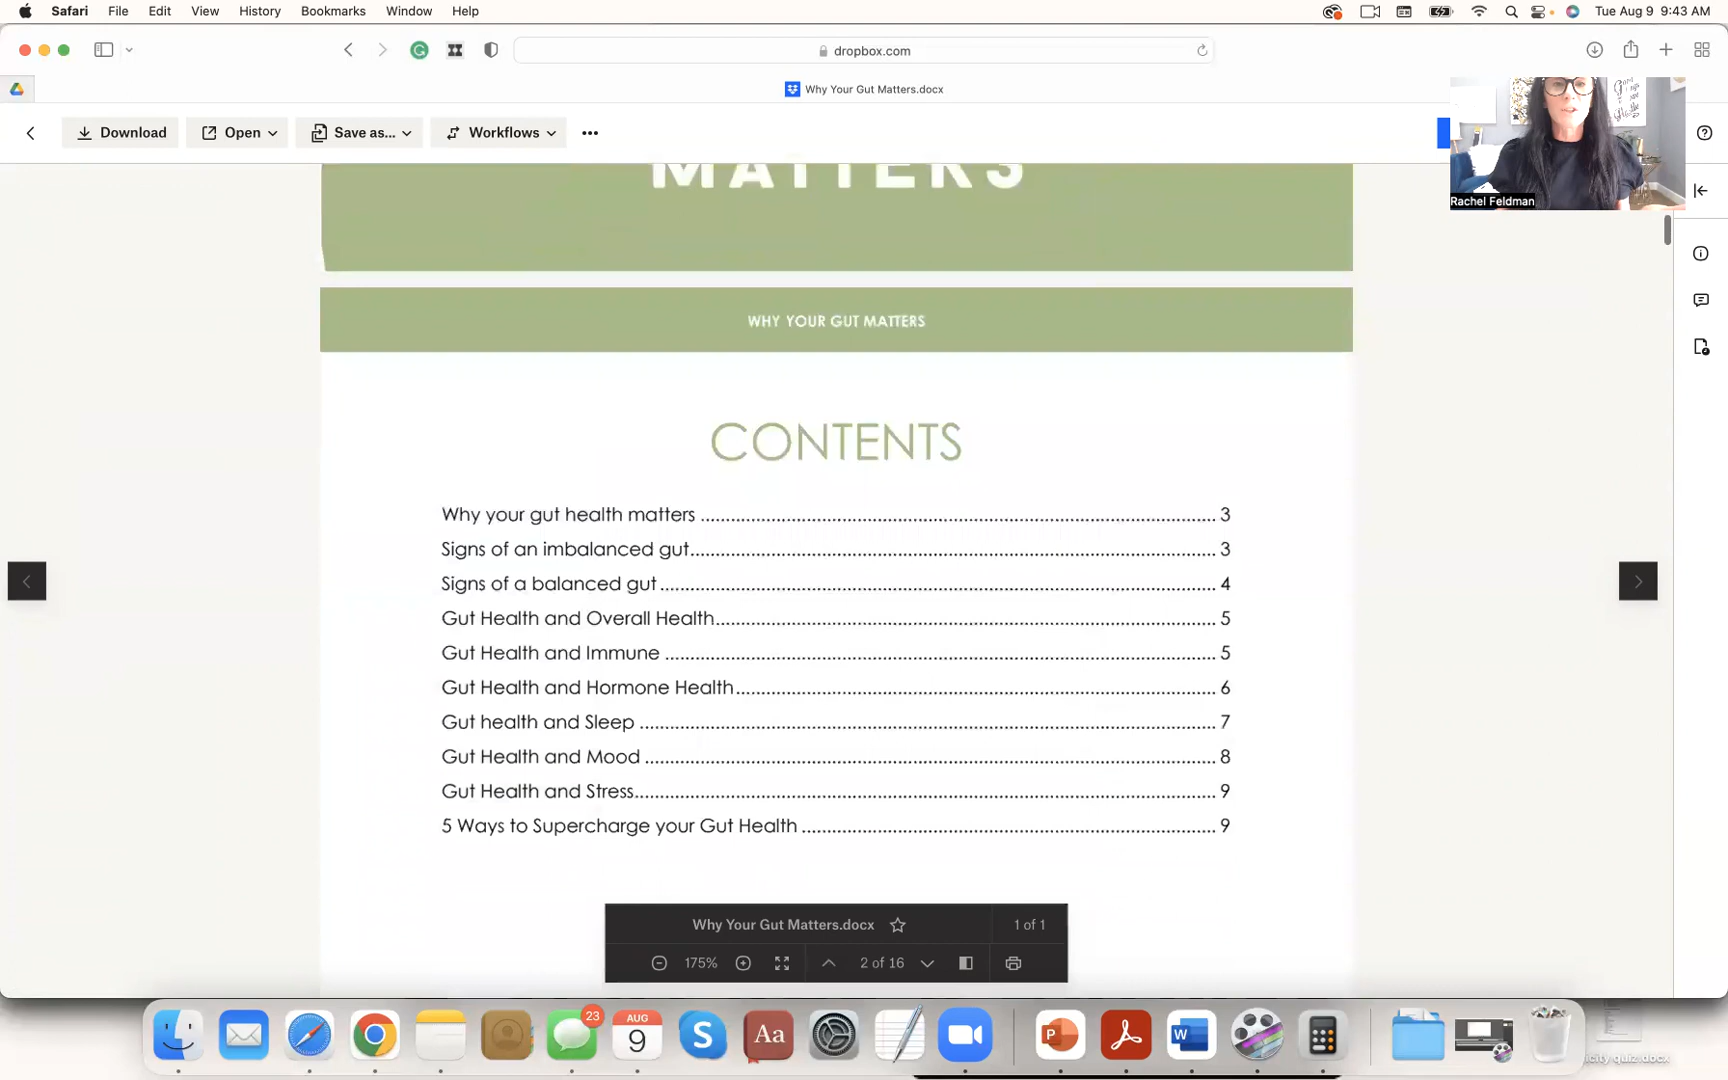 Safari File Edit View History Bookmarks Window Help Tue Aug 9 9:43 AM
dropbox.com
Why Your Gut Matters.docx
Download Open Save as... Workflows •••
Rachel Feldman
MATTERS
WHY YOUR GUT MATTERS
CONTENTS
Why your gut health matters ........ 3
Signs of an imbalanced gut........ 3
Signs of a balanced gut ........ 4
Gut Health and Overall Health........ 5
Gut Health and Immune ........ 5
Gut Health and Hormone Health........ 6
Gut health and Sleep ........ 7
Gut Health and Mood ........ 8
Gut Health and Stress........ 9
5 Ways to Supercharge your Gut Health ........ 9
Why Your Gut Matters.docx 1 of 1
175% 2 of 16
23
AUG
9
Aa
icity quiz.docx